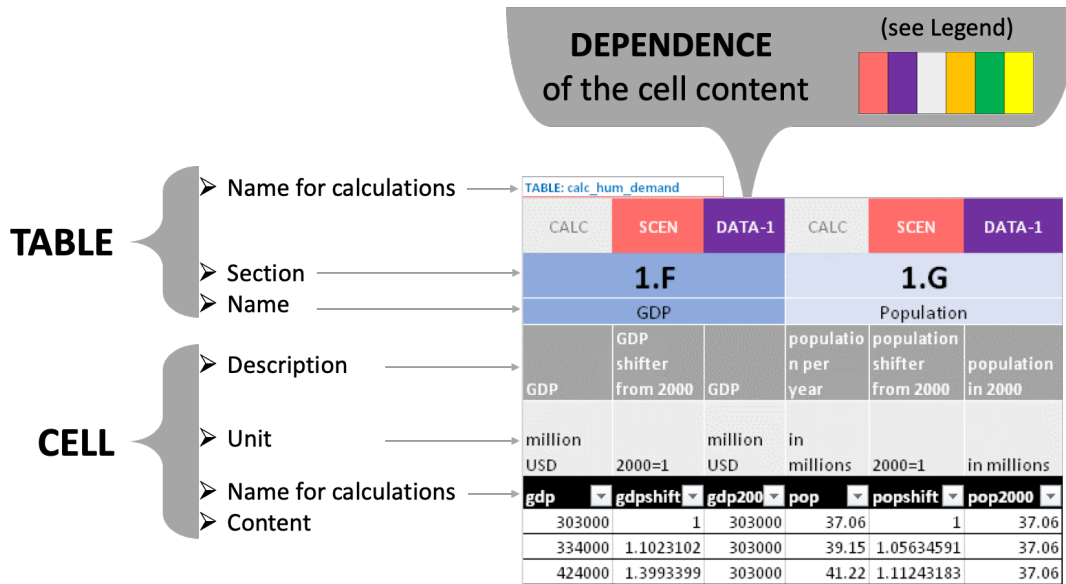 DEPENDENCE
of the cell content
(see Legend)
TABLE
Name for calculations
Section
Name
CELL
Description
Unit
Name for calculations
Content
TABLE: calc_hum_demand
CALC SCEN DATA-1 CALC SCEN DATA-1
1.F 1.G
GDP Population
GDP populatio population
shifter n per shifter population
GDP from 2000 GDP year from 2000 in 2000
million million in
USD 2000=1 USD millions 2000=1 in millions
gdp gdpshift gdp200 pop popshift pop2000
303000 1 303000 37.06 1 37.06
334000 1.1023102 303000 39.15 1.05634591 37.06
424000 1.3993399 303000 41.22 1.11243183 37.06